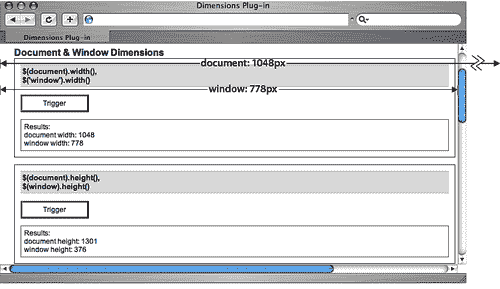 Dimensions Plug-in
Dimensions Plug-in
Document & Window Dimensions
document: 1048px
$(document).width(),
$("window").width()
window: 778px
Trigger
Results:
document width: 1048
window width: 778
$(document).height(),
$(window).height()
Trigger
Results:
document height: 1301
window height: 376